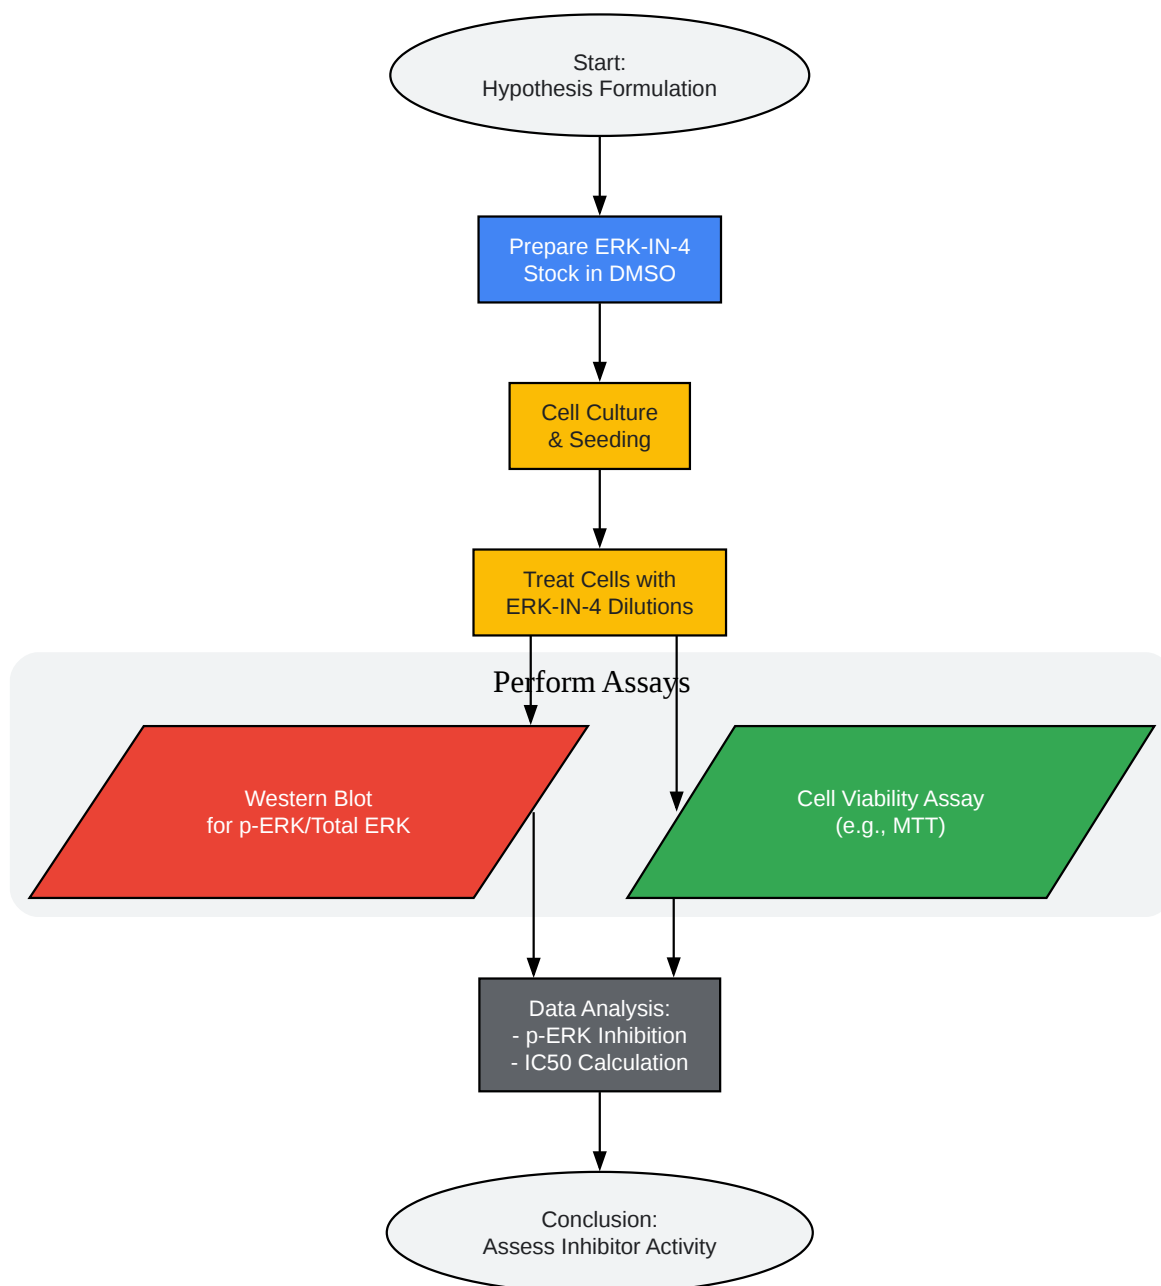 Start:
Hypothesis Formulation
Prepare ERK-IN-4
Stock in DMSO
Cell Culture
& Seeding
Treat Cells with
ERK-IN-4 Dilutions
Perform Assays
Western Blot
for p-ERK/Total ERK
Cell Viability Assay
(e.g., MTT)
Data Analysis:
- p-ERK Inhibition
- IC50 Calculation
Conclusion:
Assess Inhibitor Activity